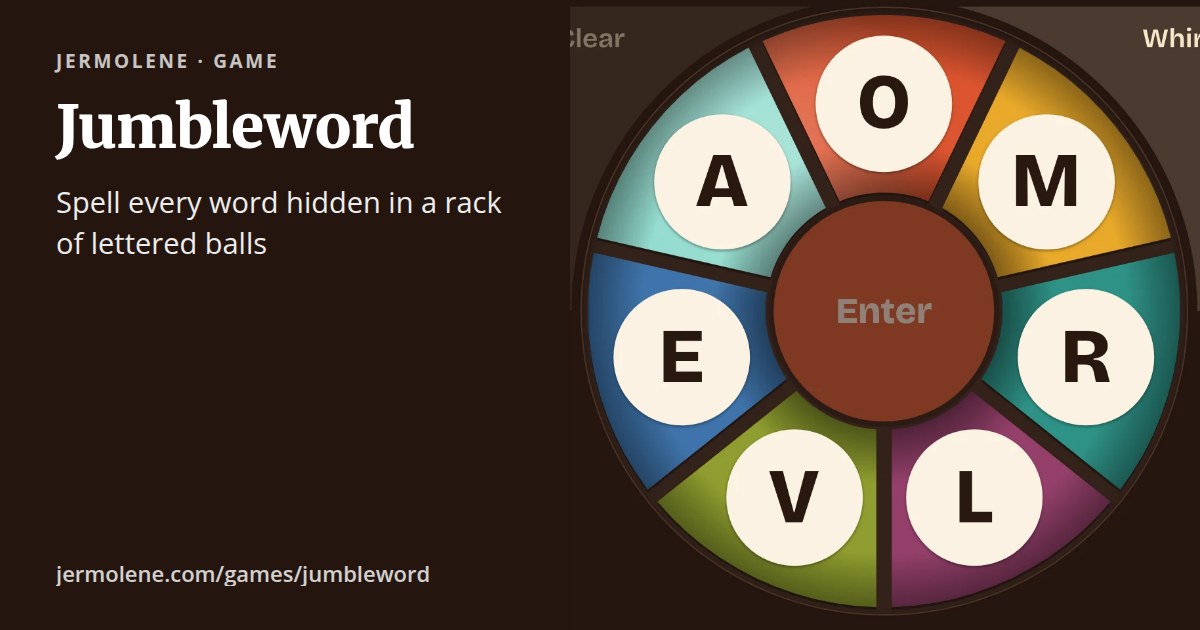 JERMOLENE · GAME
Jumbleword
Spell every word hidden in a rack
of lettered balls
jermolene.com/games/jumbleword
Clear
O
A
M
E
Enter
R
V
L